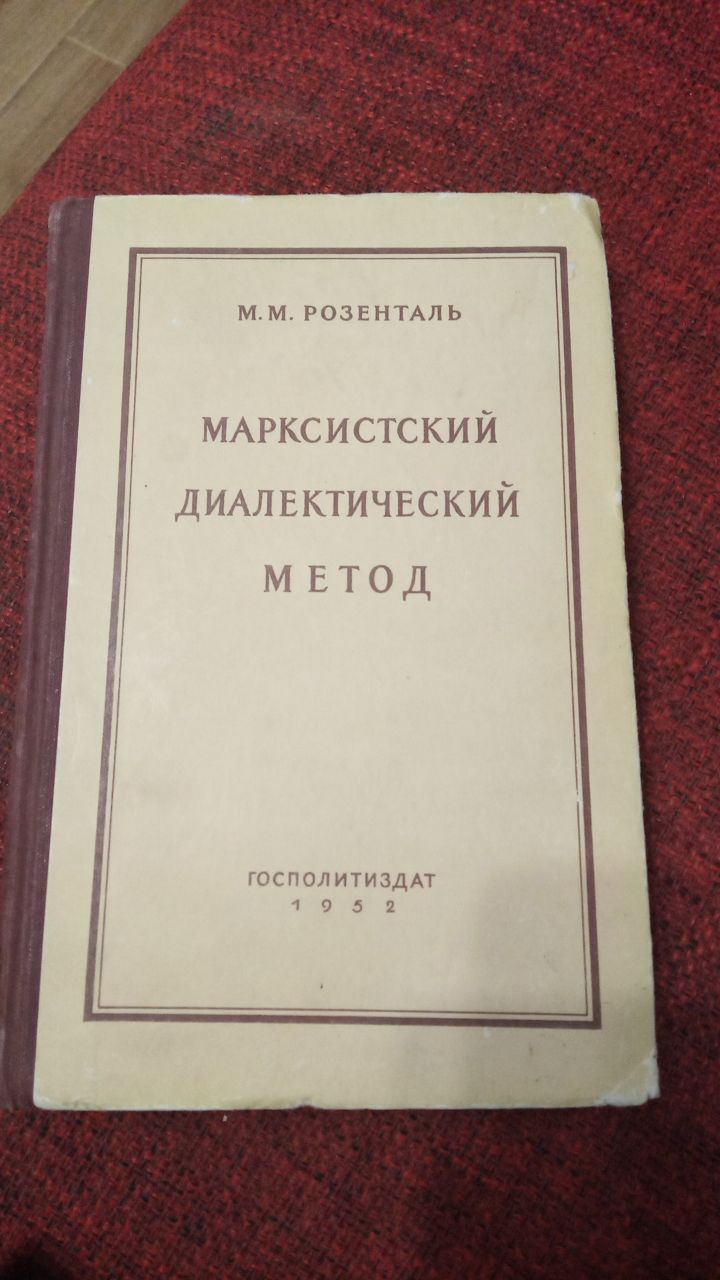 М. М. РОЗЕНТАЛЬ
МАРКСИСТСКИЙ
ДИАЛЕКТИЧЕСКИЙ
МЕТОД
ГОСПОЛИТИЗДАТ
1952